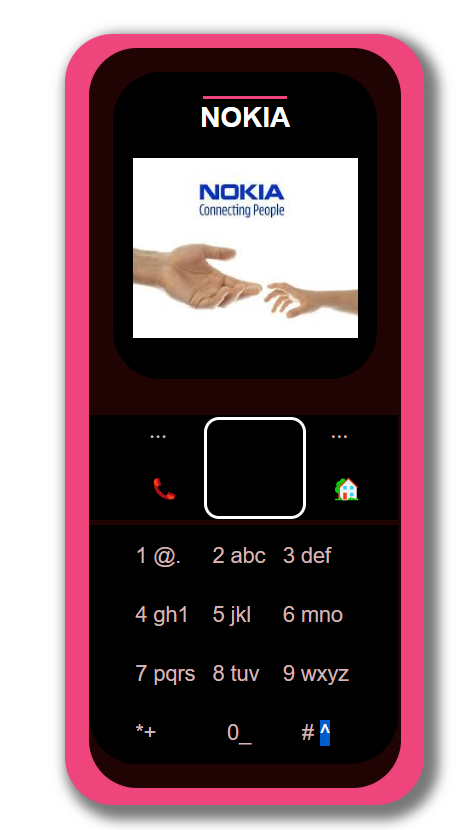 NOKIA
NOKIA
Connecting People
... ...
1 @. 2 abc 3 def
4 gh1 5 jkl 6 mno
7 pqrs 8 tuv 9 wxyz
*+ 0_ # ^